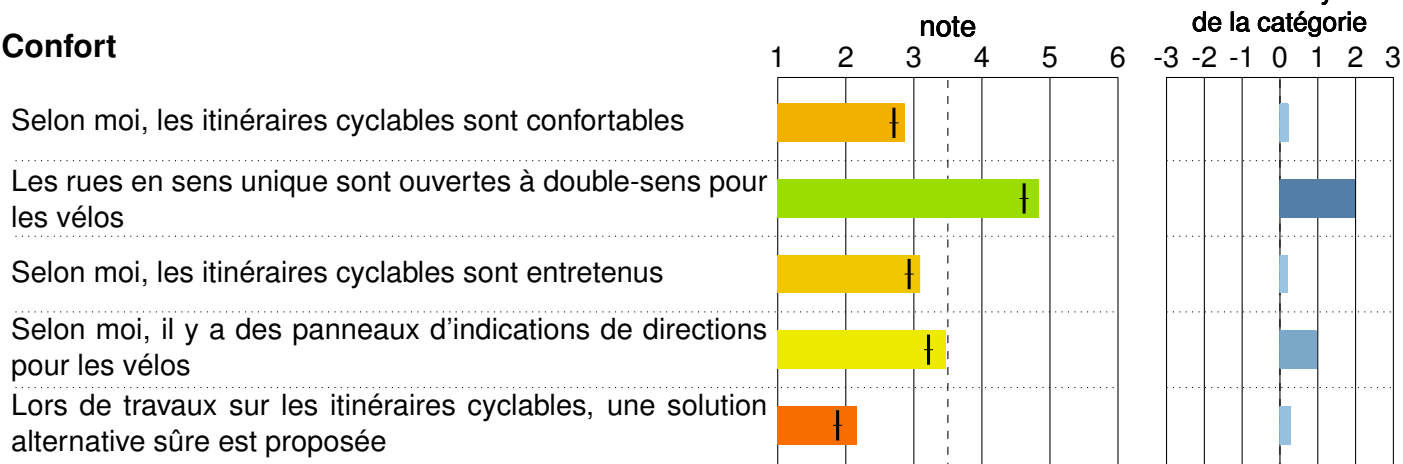 note
de la catégorie
Confort
1 2 3 4 5 6
-3 -2 -1 0 1 2 3
Selon moi, les itinéraires cyclables sont confortables
Les rues en sens unique sont ouvertes à double-sens pour
les vélos
Selon moi, les itinéraires cyclables sont entretenus
Selon moi, il y a des panneaux d'indications de directions
pour les vélos
Lors de travaux sur les itinéraires cyclables, une solution
alternative sûre est proposée